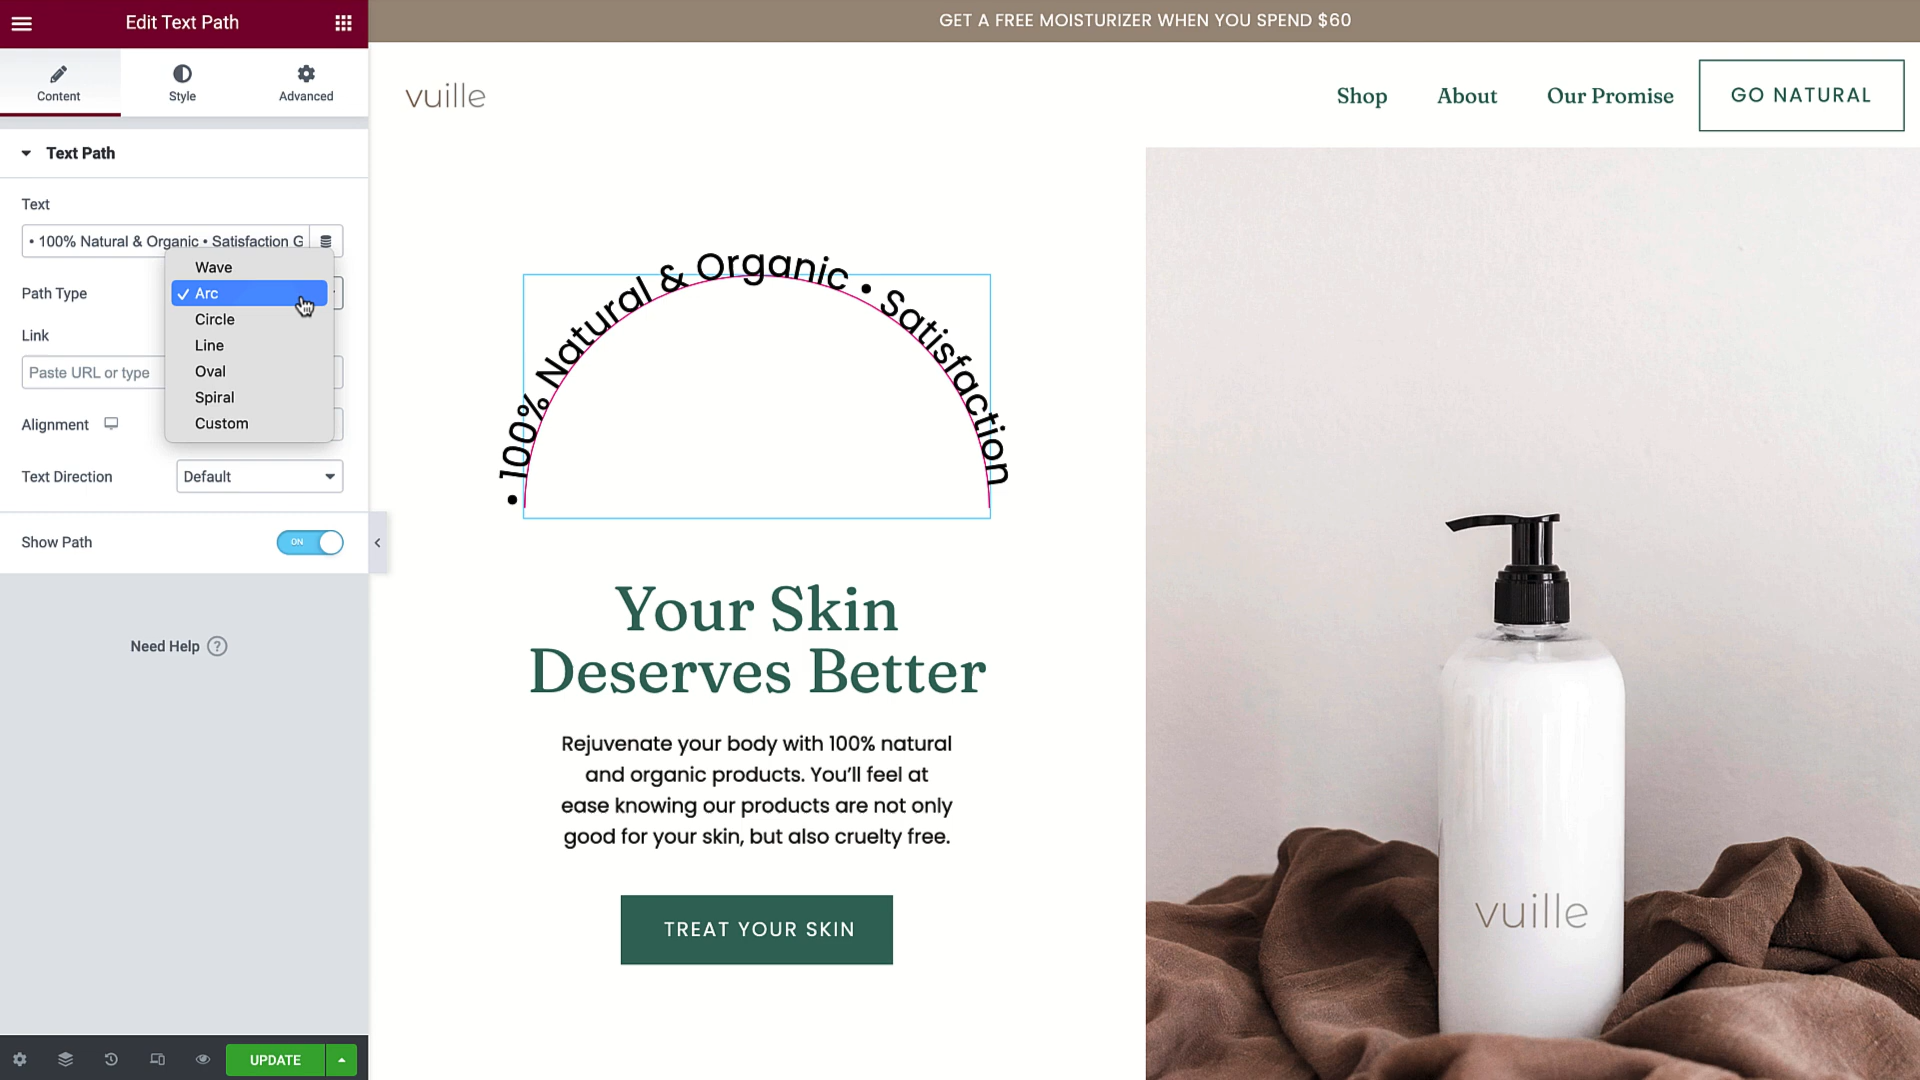 Edit Text Path
Content
Style
Advanced
Text Path
Text
• 100% Natural & Organic • Satisfaction G
Path Type
Wave
✓ Arc
Circle
Line
Oval
Spiral
Custom
Link
Paste URL or type
Alignment
Text Direction
Default
Show Path
ON
Need Help ?
UPDATE
GET A FREE MOISTURIZER WHEN YOU SPEND $60
vuille
Shop
About
Our Promise
GO NATURAL
• 100% Natural & Organic • Satisfaction
Your Skin
Deserves Better
Rejuvenate your body with 100% natural
and organic products. You’ll feel at
ease knowing our products are not only
good for your skin, but also cruelty free.
TREAT YOUR SKIN
vuille